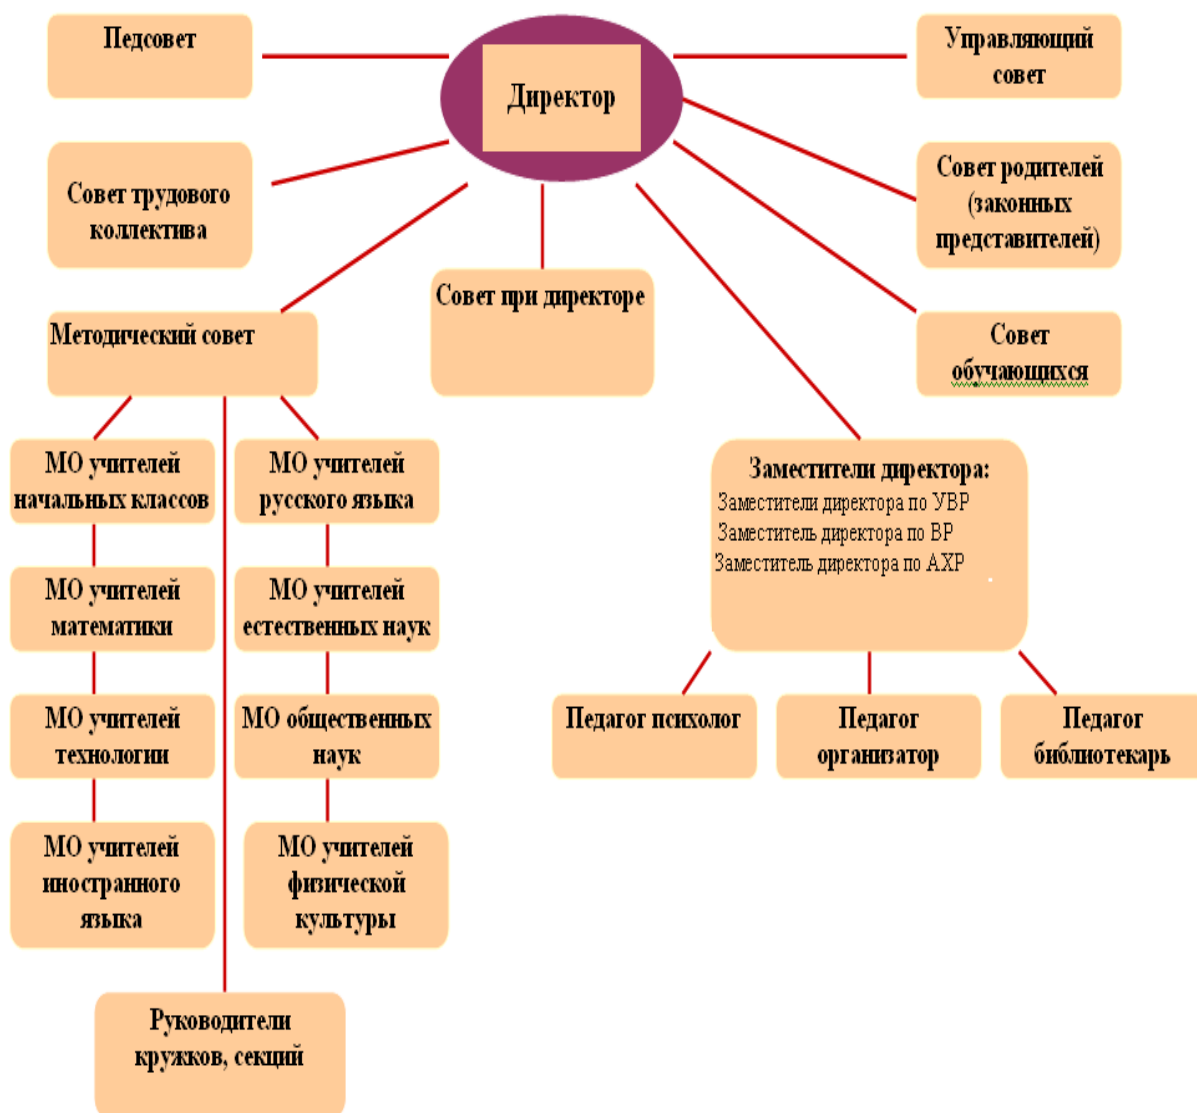 Педсовет
Директор
Управляющий
совет
Совет трудового
коллектива
Совет родителей
(законных
представителей)
Совет при директоре
Методический совет
Совет
обучающихся
МО учителей
начальных классов
МО учителей
русского языка
Заместители директора:
Заместители директора по УВР
Заместитель директора по ВР
Заместитель директора по АХР
МО учителей
математики
МО учителей
естественных наук
МО учителей
технологии
МО общественных
наук
Педагог психолог
Педагог
организатор
Педагог
библиотекарь
МО учителей
иностранного
языка
МО учителей
физической
культуры
Руководители
кружков, секций